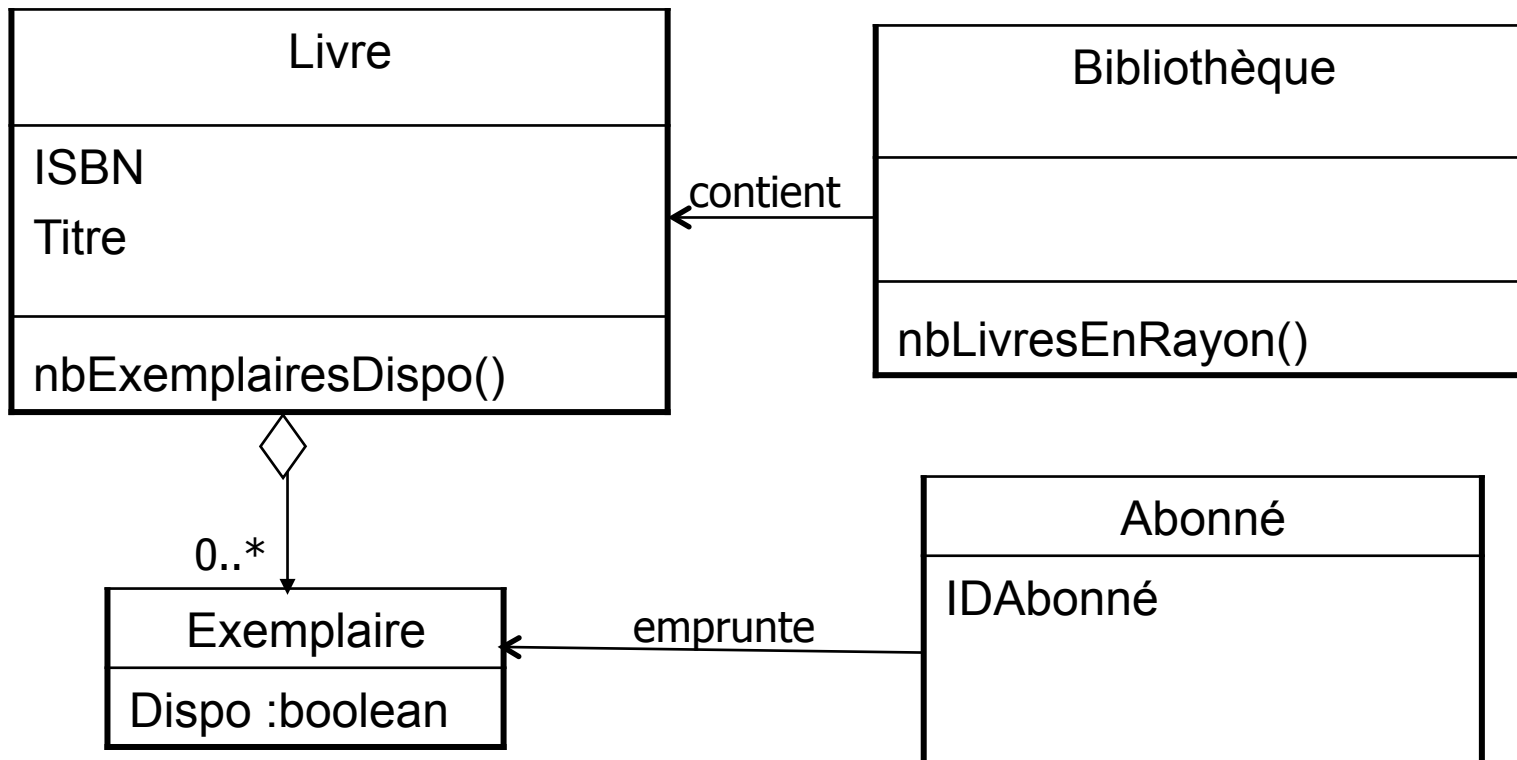 Livre
ISBN
Titre
nbExemplairesDispo()
contient
Bibliothèque
nbLivresEnRayon()
0..*
Exemplaire
Dispo :boolean
emprunte
Abonné
IDAbonné